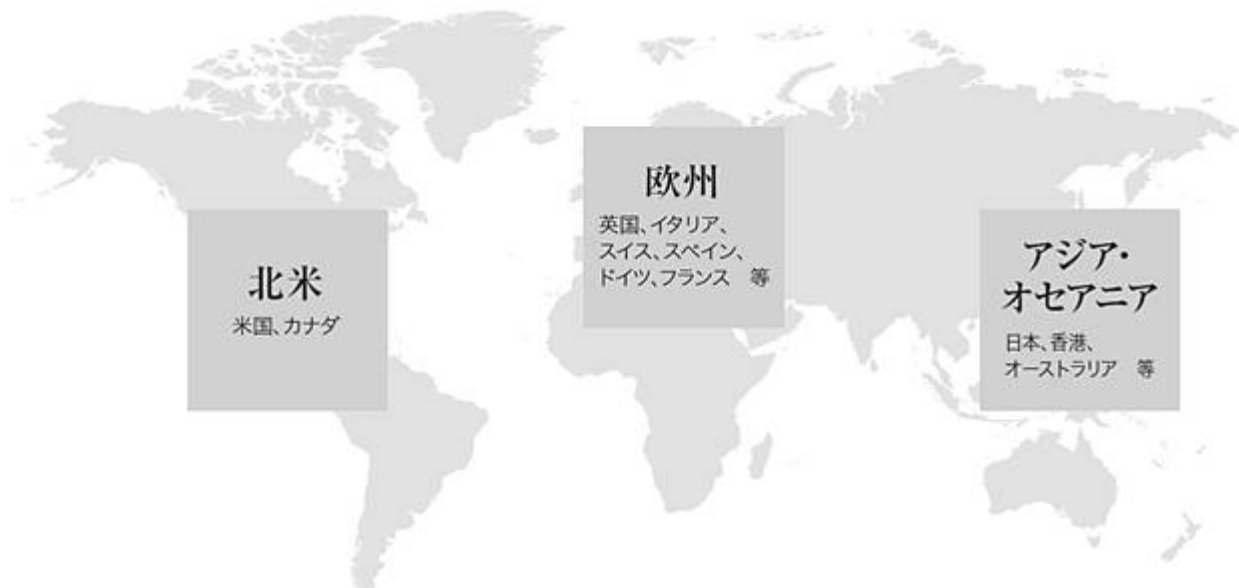 欧州
英国、イタリア、
スイス、スペイン、
ドイツ、フランス　等
北米
米国、カナダ
アジア・
オセアニア
日本、香港、
オーストラリア　等